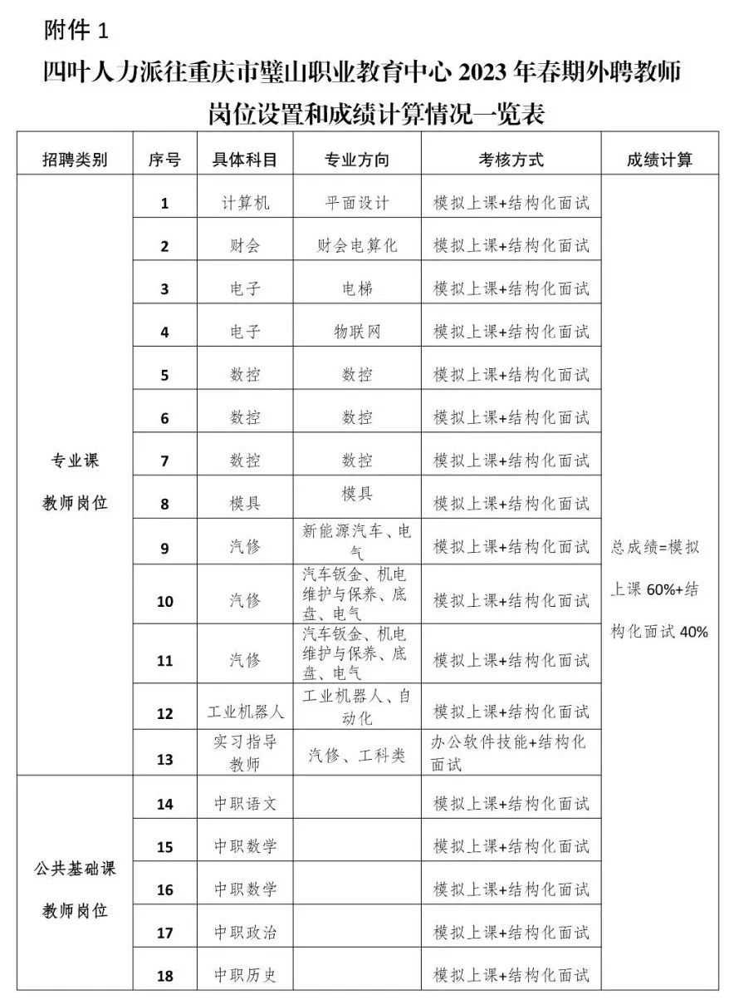 附件 1
四叶人力派往重庆市璧山职业教育中心 2023 年春期外聘教师
岗位设置和成绩计算情况一览表
招聘类别 序号 具体科目 专业方向 考核方式 成绩计算
专业课
教师岗位
1 计算机 平面设计 模拟上课+结构化面试
2 财会 财会电算化 模拟上课+结构化面试
3 电子 电梯 模拟上课+结构化面试
4 电子 物联网 模拟上课+结构化面试
5 数控 数控 模拟上课+结构化面试
6 数控 数控 模拟上课+结构化面试
7 数控 数控 模拟上课+结构化面试
8 模具 模具 模拟上课+结构化面试
9 汽修 新能源汽车、电
气 模拟上课+结构化面试
10 汽修 汽车钣金、机电
维护与保养、底
盘、电气 模拟上课+结构化面试
11 汽修 汽车钣金、机电
维护与保养、底
盘、电气 模拟上课+结构化面试
12 工业机器人 工业机器人、自
动化 模拟上课+结构化面试
13 实习指导
教师 汽修、工科类 办公软件技能+结构化
面试
公共基础课
教师岗位
14 中职语文 模拟上课+结构化面试
15 中职数学 模拟上课+结构化面试
16 中职数学 模拟上课+结构化面试
17 中职政治 模拟上课+结构化面试
18 中职历史 模拟上课+结构化面试
总成绩=模拟
上课 60%+结
构化面试 40%